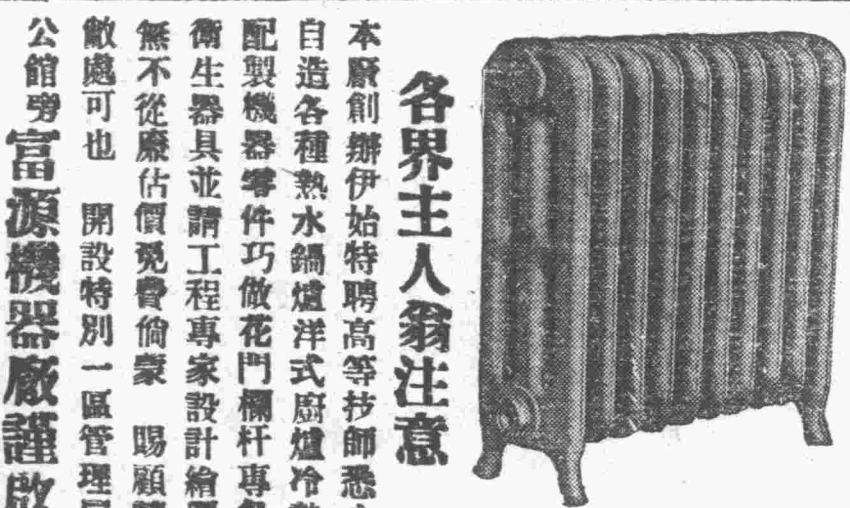 各界主人翁注意
本廠創辦伊始特聘高等技師悉
自造各種熱水鍋爐洋式廚爐冷
配製機器零件巧做花門欄杆專
衛生器具並請工程專家設計繪
無不從廉估價免費倘蒙　賜顧
敝處可也　開設特別一區管理
公館旁富源機器廠謹啟